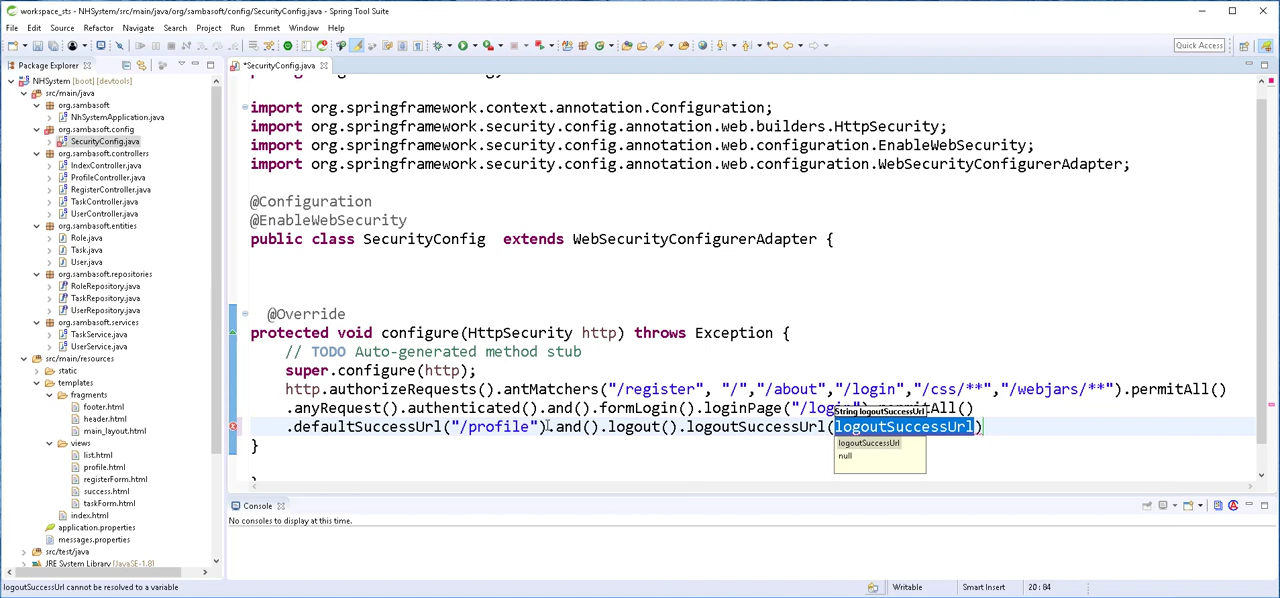 workspace_sts - NHSystem/src/main/java/org/sambasoft/config/SecurityConfig.java - Spring Tool Suite
File Edit Source Refactor Navigate Search Project Run Emmet Window Help
Quick Access
Package Explorer
*SecurityConfig.java
NHSystem [boot] [devtools]
src/main/java
org.sambasoft
NhSystemApplication.java
org.sambasoft.config
SecurityConfig.java
org.sambasoft.controllers
IndexController.java
ProfileController.java
RegisterController.java
TaskController.java
UserController.java
org.sambasoft.entities
Role.java
Task.java
User.java
org.sambasoft.repositories
RoleRepository.java
TaskRepository.java
UserRepository.java
org.sambasoft.services
TaskService.java
UserService.java
src/main/resources
static
templates
fragments
footer.html
header.html
main_layout.html
views
list.html
profile.html
registerForm.html
success.html
taskForm.html
index.html
application.properties
messages.properties
src/test/java
JRE System Library [JavaSE-1.8]
import org.springframework.context.annotation.Configuration;
import org.springframework.security.config.annotation.web.builders.HttpSecurity;
import org.springframework.security.config.annotation.web.configuration.EnableWebSecurity;
import org.springframework.security.config.annotation.web.configuration.WebSecurityConfigurerAdapter;
@Configuration
@EnableWebSecurity
public class SecurityConfig extends WebSecurityConfigurerAdapter {
@Override
protected void configure(HttpSecurity http) throws Exception {
// TODO Auto-generated method stub
super.configure(http);
http.authorizeRequests().antMatchers("/register", "/","/about","/login","/css/**","/webjars/**").permitAll()
.anyRequest().authenticated().and().formLogin().loginPage("/login").permitAll()
String logoutSuccessUrl
.defaultSuccessUrl("/profile").and().logout().logoutSuccessUrl(logoutSuccessUrl)
logoutSuccessUrl
null
}
Console
No consoles to display at this time.
logoutSuccessUrl cannot be resolved to a variable
Writable
Smart Insert
20 : 84